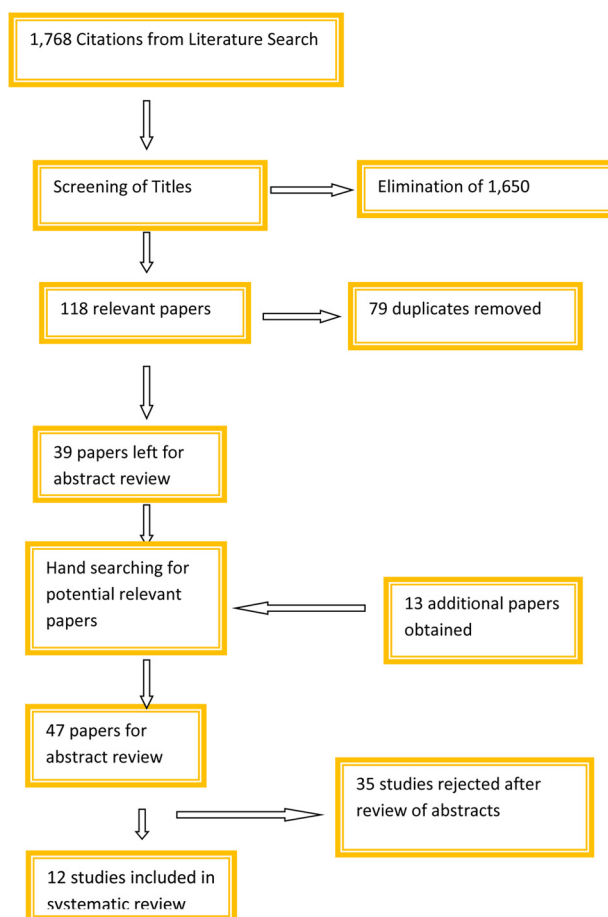 1,768 Citations from Literature Search
Screening of Titles
Elimination of 1,650
118 relevant papers
79 duplicates removed
39 papers left for
abstract review
Hand searching for
potential relevant
papers
13 additional papers
obtained
47 papers for
abstract review
35 studies rejected after
review of abstracts
12 studies included in
systematic review